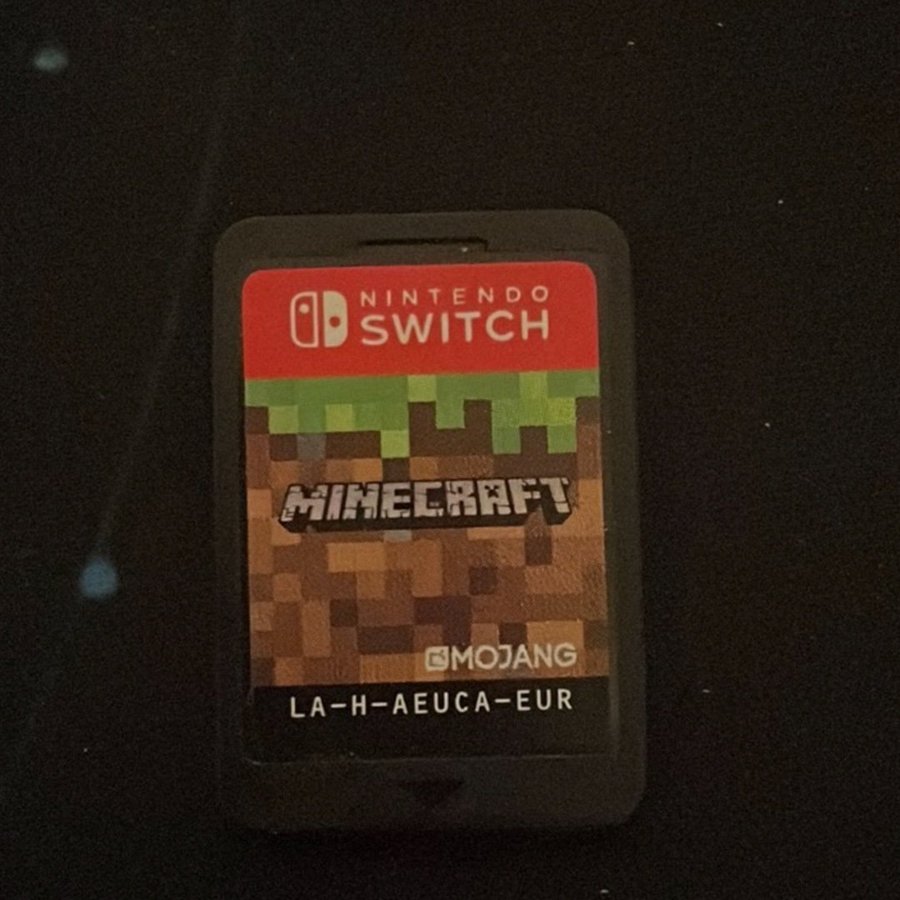 NINTENDO
SWITCH
MINECRAFT
MOJANG
LA-H-AEUCA-EUR